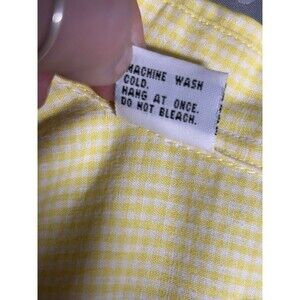 MACHINE WASH
COLD.
HANG AT ONCE.
DO NOT BLEACH.